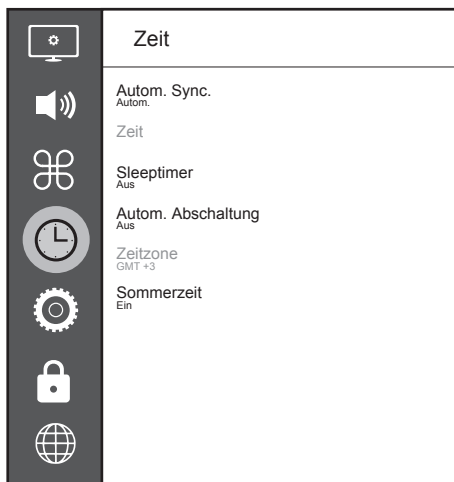 Zeit
Autom. Sync.
Autom.
Zeit
Sleeptimer
Aus
Autom. Abschaltung
Aus
Zeitzone
GMT +3
Sommerzeit
Ein